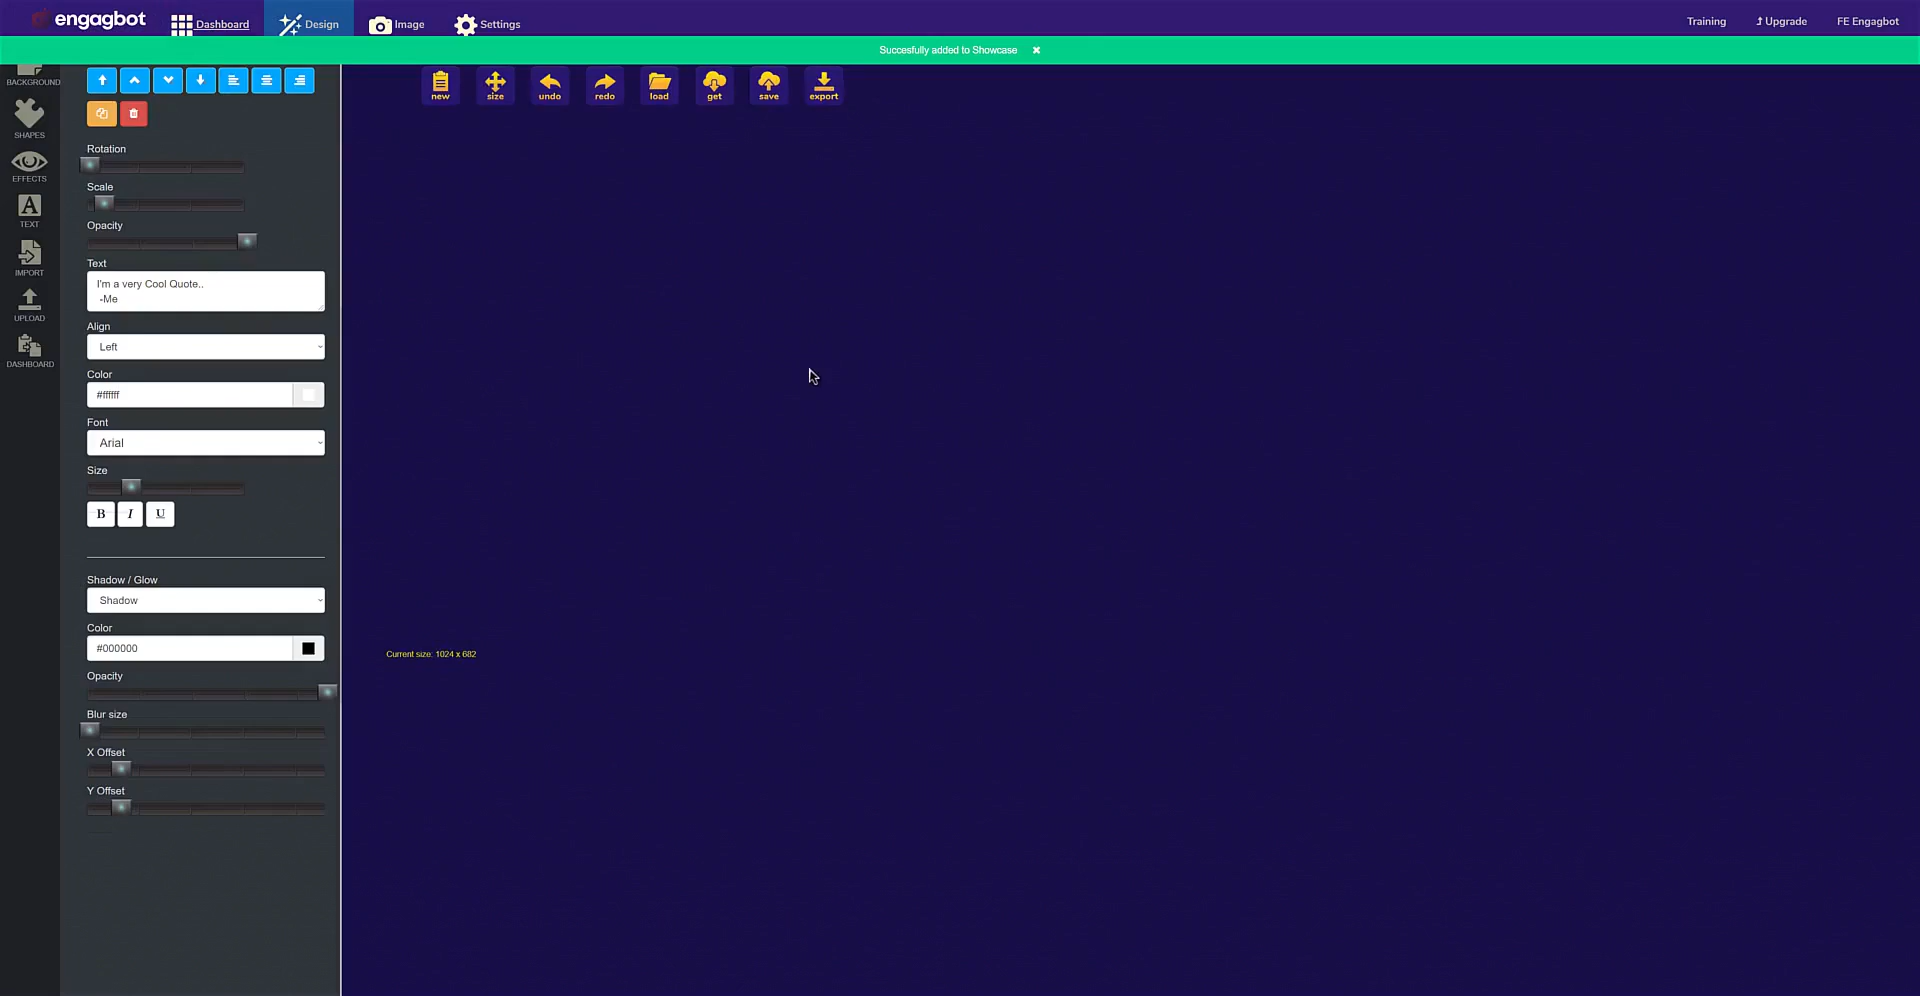 engagbot
Dashboard
Design
Image
Settings
Training
Upgrade
FE Engagbot
Succesfully added to Showcase
BACKGROUND
SHAPES
EFFECTS
TEXT
IMPORT
UPLOAD
DASHBOARD
new
size
undo
redo
load
get
save
export
Rotation
Scale
Opacity
Text
I'm a very Cool Quote..
-Me
Align
Left
Color
#ffffff
Font
Arial
Size
B I U
Shadow / Glow
Shadow
Color
#000000
Opacity
Blur size
X Offset
Y Offset
Current size: 1024 x 682